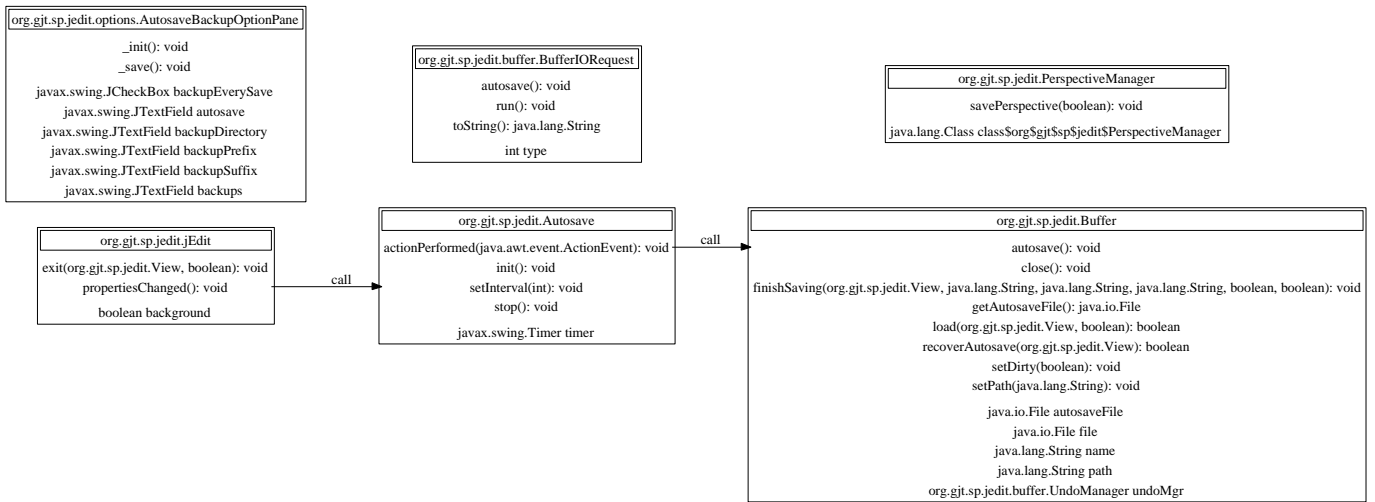 org.gjt.sp.jedit.options.AutosaveBackupOptionPane
_init(): void
_save(): void
javax.swing.JCheckBox backupEverySave
javax.swing.JTextField autosave
javax.swing.JTextField backupDirectory
javax.swing.JTextField backupPrefix
javax.swing.JTextField backupSuffix
javax.swing.JTextField backups
org.gjt.sp.jedit.buffer.BufferIORequest
autosave(): void
run(): void
toString(): java.lang.String
int type
org.gjt.sp.jedit.PerspectiveManager
savePerspective(boolean): void
java.lang.Class class$org$gjt$sp$jedit$PerspectiveManager
org.gjt.sp.jedit.jEdit
exit(org.gjt.sp.jedit.View, boolean): void
propertiesChanged(): void
boolean background
call
org.gjt.sp.jedit.Autosave
actionPerformed(java.awt.event.ActionEvent): void
init(): void
setInterval(int): void
stop(): void
javax.swing.Timer timer
call
org.gjt.sp.jedit.Buffer
autosave(): void
close(): void
finishSaving(org.gjt.sp.jedit.View, java.lang.String, java.lang.String, java.lang.String, boolean, boolean): void
getAutosaveFile(): java.io.File
load(org.gjt.sp.jedit.View, boolean): boolean
recoverAutosave(org.gjt.sp.jedit.View): boolean
setDirty(boolean): void
setPath(java.lang.String): void
java.io.File autosaveFile
java.io.File file
java.lang.String name
java.lang.String path
org.gjt.sp.jedit.buffer.UndoManager undoMgr